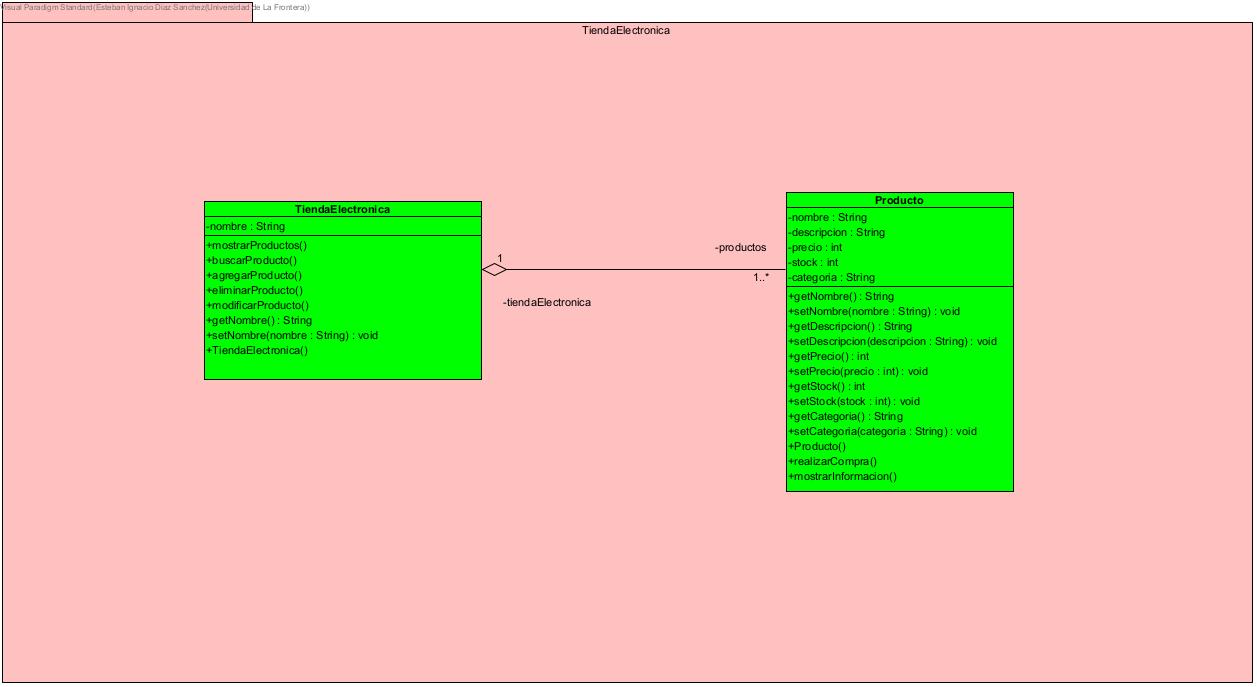 Visual Paradigm Standard(Esteban Ignacio Diaz Sanchez(Universidad de La Frontera))
TiendaElectronica
TiendaElectronica
-nombre : String
+mostrarProductos()
+buscarProducto()
+agregarProducto()
+eliminarProducto()
+modificarProducto()
+getNombre() : String
+setNombre(nombre : String) : void
+TiendaElectronica()
1
-tiendaElectronica
-productos
1..*
Producto
-nombre : String
-descripcion : String
-precio : int
-stock : int
-categoria : String
+getNombre() : String
+setNombre(nombre : String) : void
+getDescripcion() : String
+setDescripcion(descripcion : String) : void
+getPrecio() : int
+setPrecio(precio : int) : void
+getStock() : int
+setStock(stock : int) : void
+getCategoria() : String
+setCategoria(categoria : String) : void
+Producto()
+realizarCompra()
+mostrarInformacion()